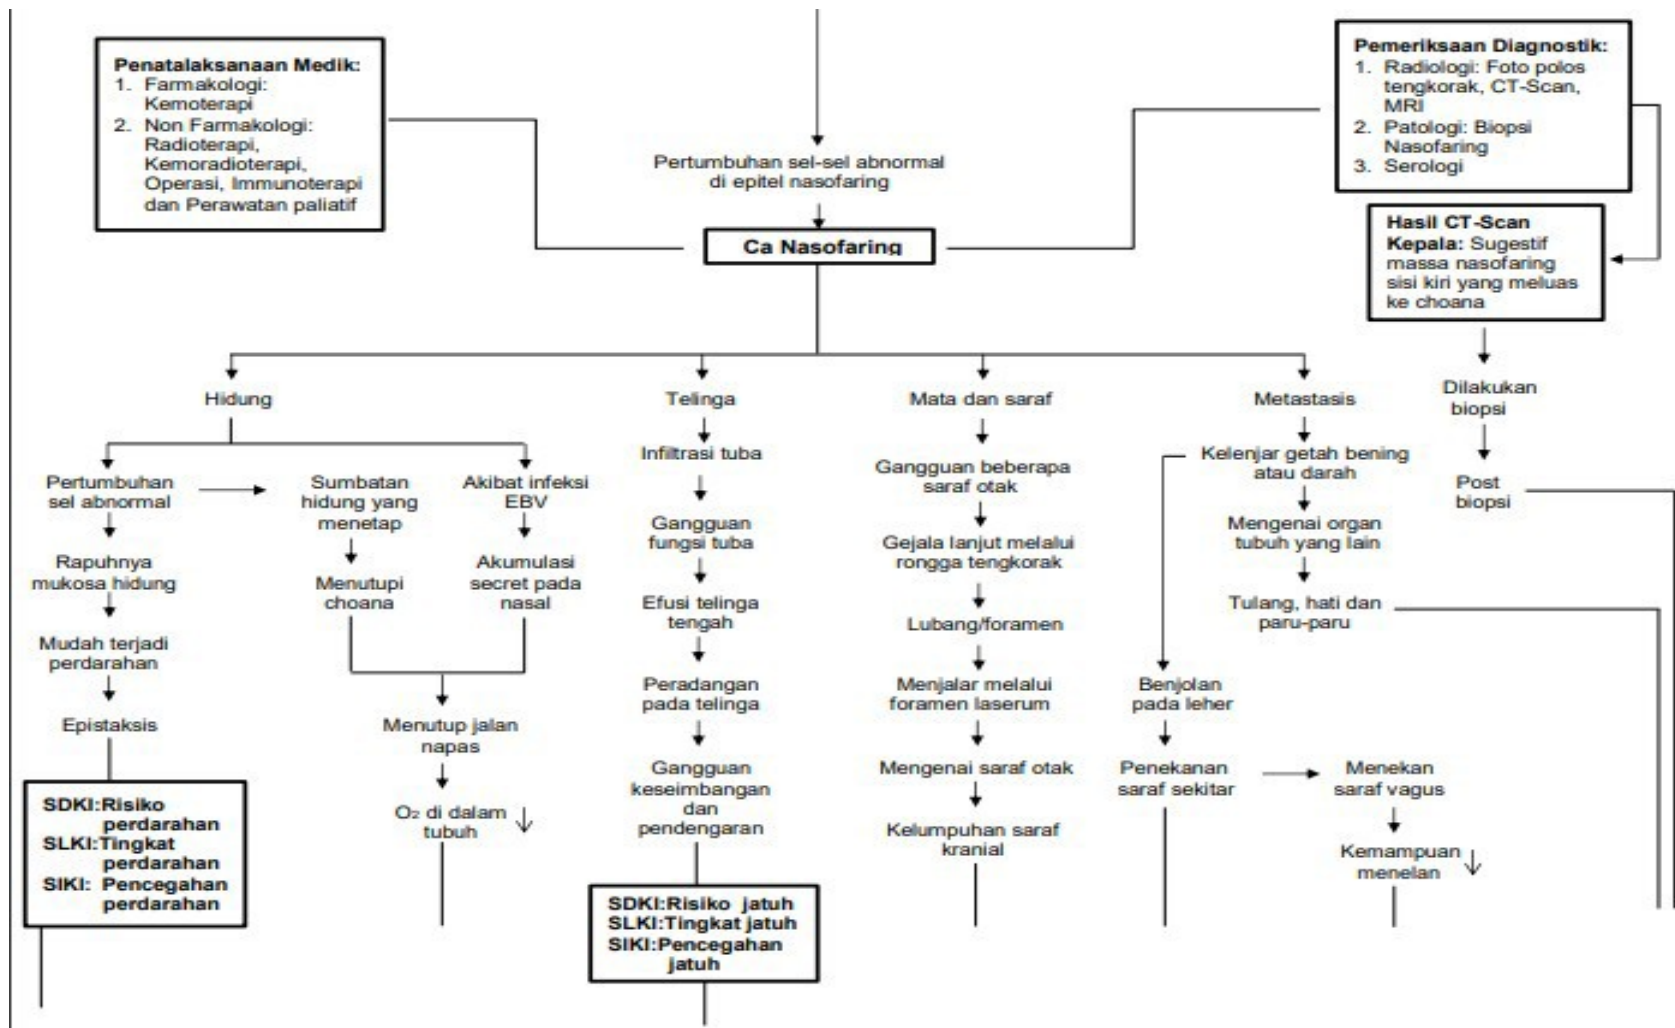 Penatalaksanaan Medik:
1. Farmakologi:
Kemoterapi
2. Non Farmakologi:
Radioterapi,
Kemoradioterapi,
Operasi, Immunoterapi
dan Perawatan paliatif
Pertumbuhan sel-sel abnormal
di epitel nasofaring
Pemeriksaan Diagnostik:
1. Radiologi: Foto polos
tengkorak, CT-Scan,
MRI
2. Patologi: Biopsi
Nasofaring
3. Serologi
Ca Nasofaring
Hasil CT-Scan
Kepala: Sugestif
massa nasofaring
sisi kiri yang meluas
ke choana
Hidung
Telinga
Mata dan saraf
Metastasis
Dilakukan
biopsi
Pertumbuhan
sel abnormal
Sumbatan
hidung yang
menetap
Akibat infeksi
EBV
Infiltrasi tuba
Gangguan beberapa
saraf otak
Kelenjar getah bening
atau darah
Post
biopsi
Rapuhnya
mukosa hidung
Menutupi
choana
Akumulasi
secret pada
nasal
Gangguan
fungsi tuba
Gejala lanjut melalui
rongga tengkorak
Mengenai organ
tubuh yang lain
Mudah terjadi
perdarahan
Efusi telinga
tengah
Lubang/foramen
Tulang, hati dan
paru-paru
Epistaksis
Menutup jalan
napas
Peradangan
pada telinga
Menjalar melalui
foramen laserum
Benjolan
pada leher
SDKI:Risiko
perdarahan
SLKI:Tingkat
perdarahan
SIKI: Pencegahan
perdarahan
O2 di dalam
tubuh ↓
Gangguan
keseimbangan
dan
pendengaran
Mengenai saraf otak
Penekanan
saraf sekitar
Menekan
saraf vagus
Kelumpuhan saraf
kranial
Kemampuan
menelan ↓
SDKI:Risiko jatuh
SLKI:Tingkat jatuh
SIKI:Pencegahan
jatuh